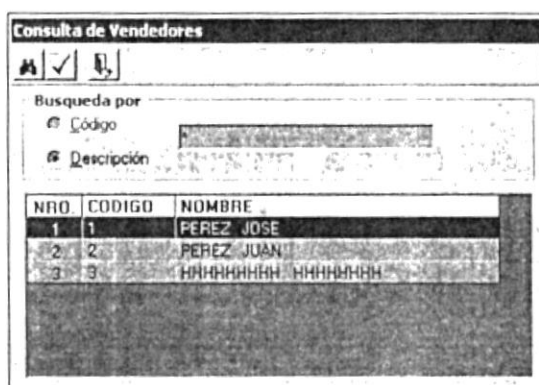 Consulta de Vendedores
Busqueda por
Código
Descripción
NRO. CODIGO NOMBRE
1 1 PEREZ JOSE
2 2 PEREZ JUAN
3 3 HHHHHHHHH HHHHHHHH